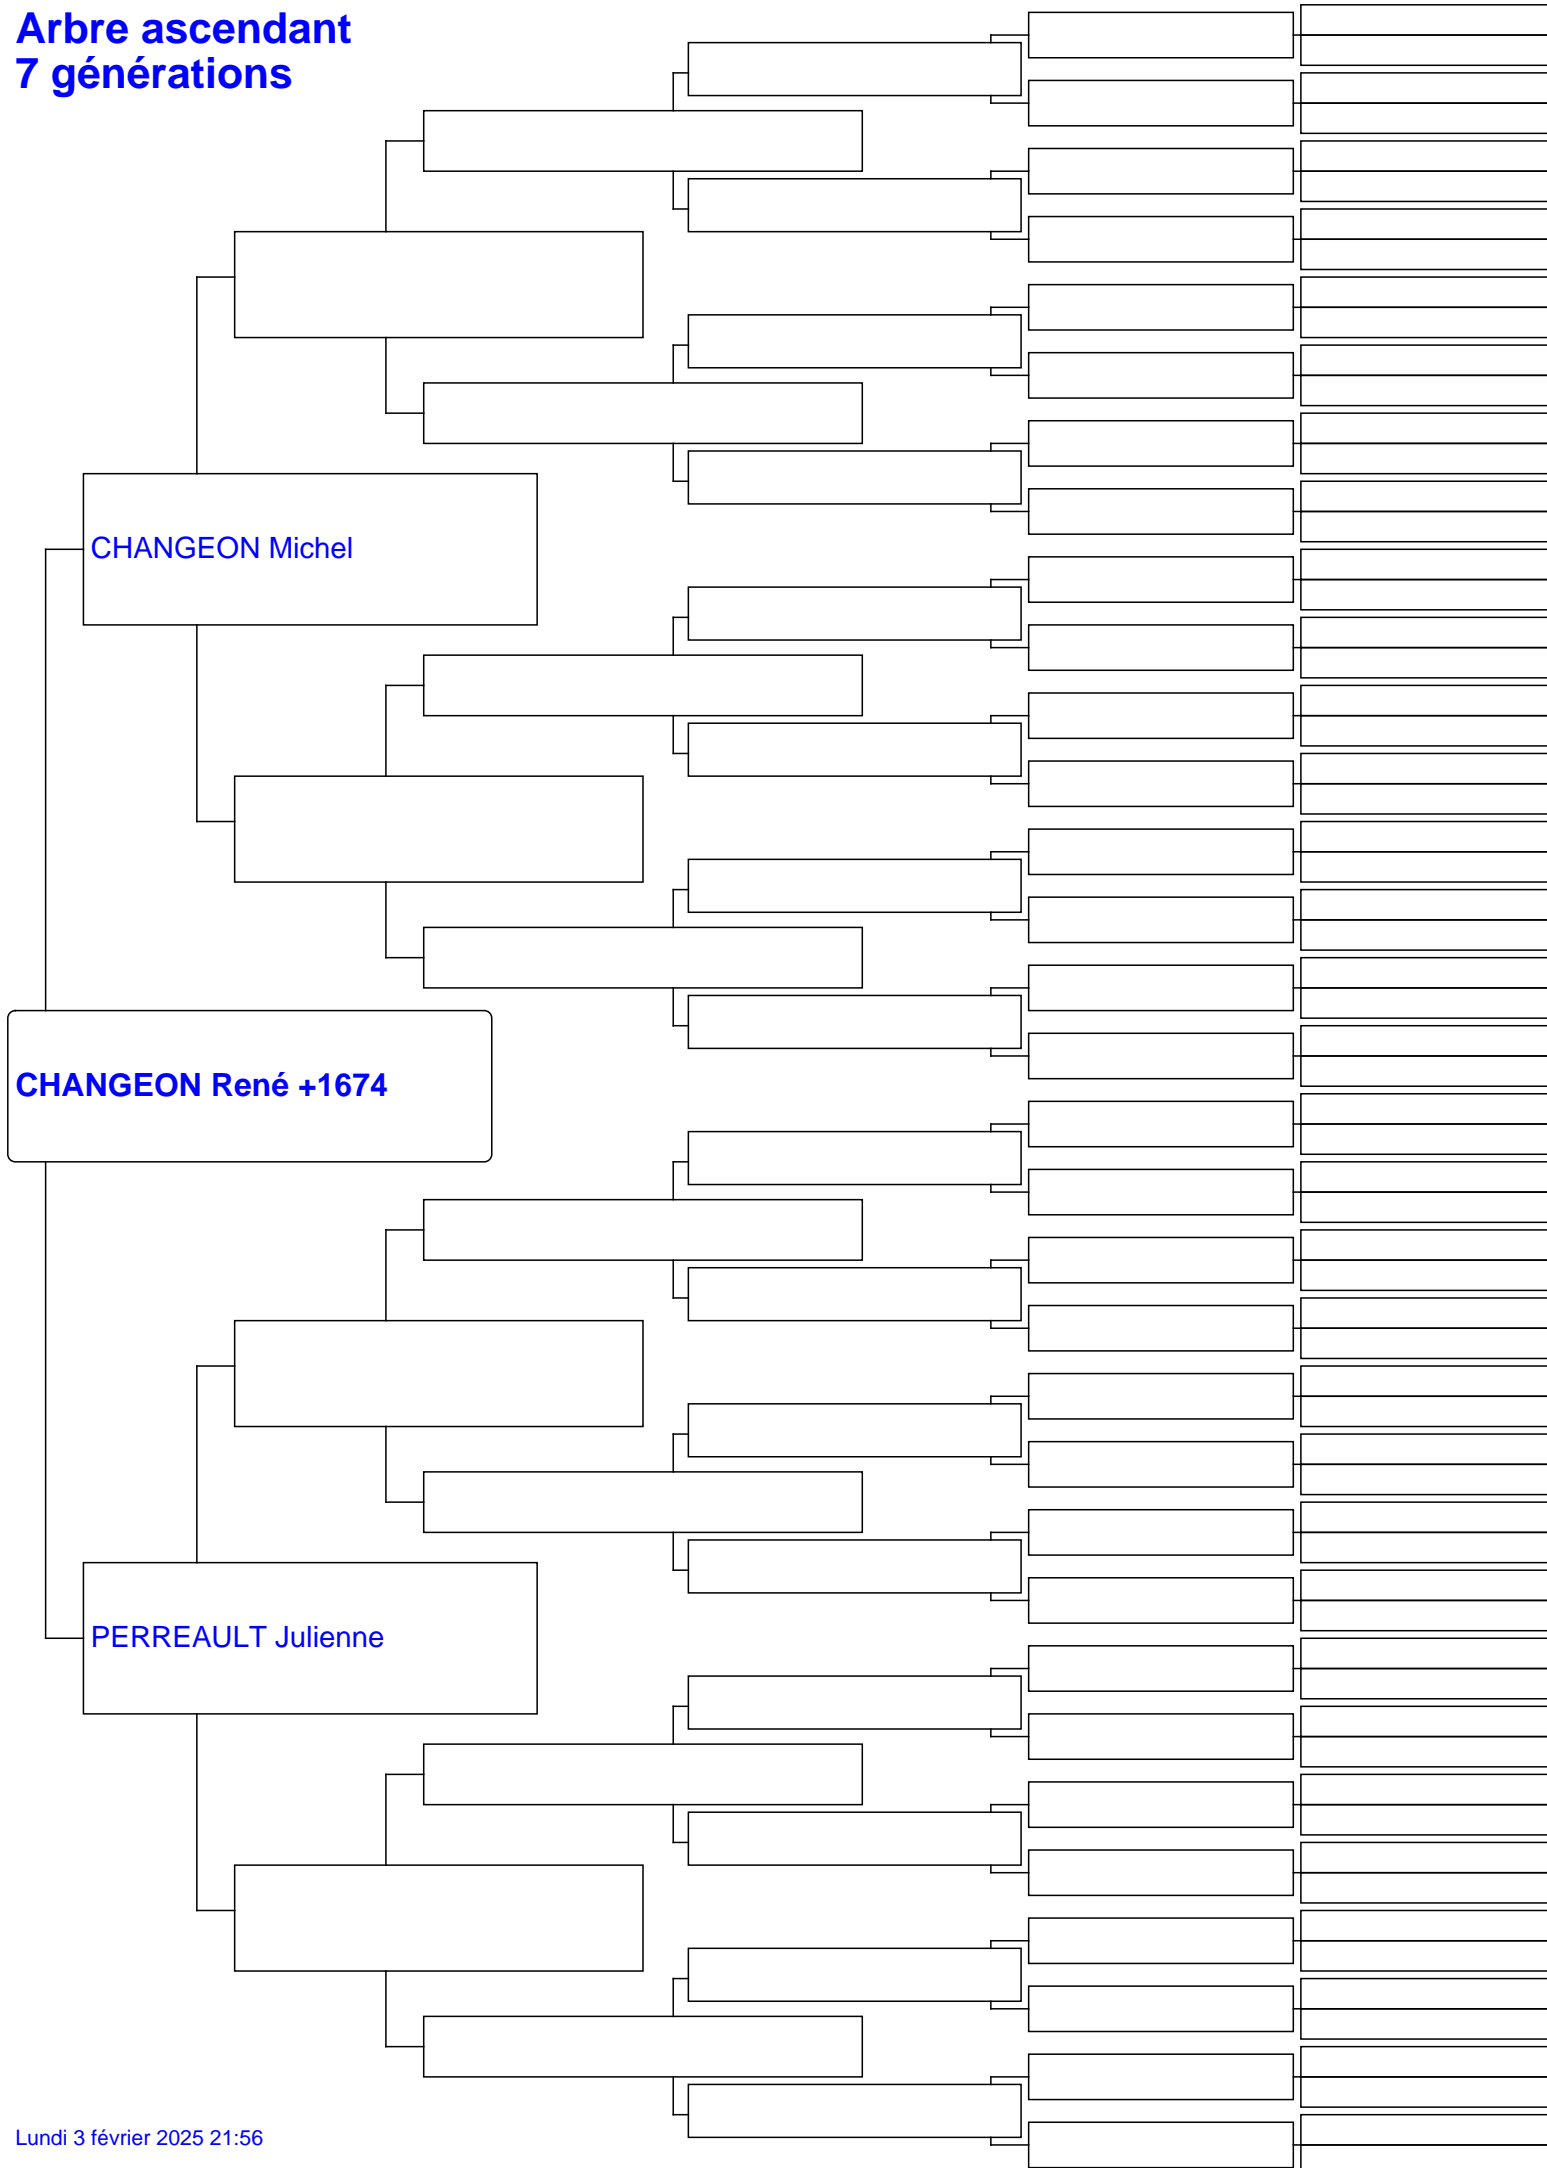 Arbre ascendant
7 générations
CHANGEON Michel
CHANGEON René +1674
PERREAULT Julienne
Lundi 3 février 2025 21:56